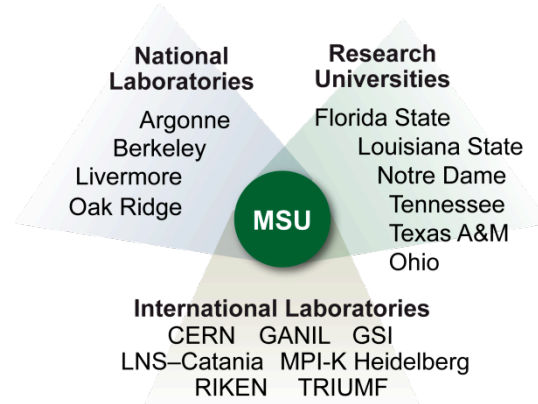 National
Laboratories
Argonne
Berkeley
Livermore
Oak Ridge
Research
Universities
Florida State
Louisiana State
Notre Dame
Tennessee
Texas A&M
Ohio
MSU
International Laboratories
CERN GANIL GSI
LNS–Catania MPI-K Heidelberg
RIKEN TRIUMF